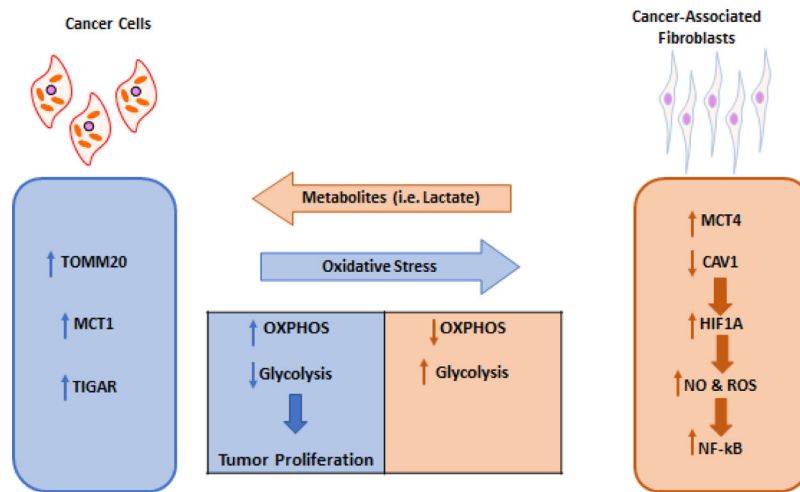 Cancer Cells
Cancer-Associated
Fibroblasts
Metabolites (i.e. Lactate)
Oxidative Stress
TOMM20
MCT1
TIGAR
OXPHOS
Glycolysis
Tumor Proliferation
OXPHOS
Glycolysis
MCT4
CAV1
HIF1A
NO & ROS
NF-kB